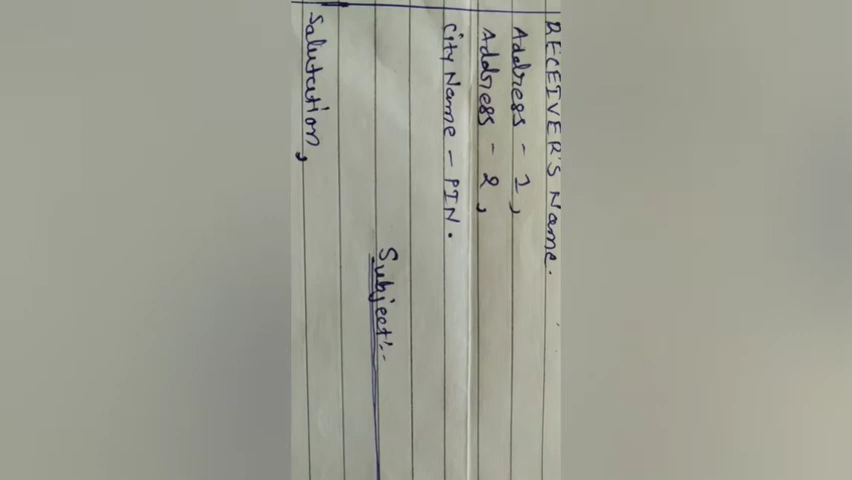 RECEIVER'S Name.
Address - 1,
Address - 2,
City Name - PIN.
Subject:-
Salutation,